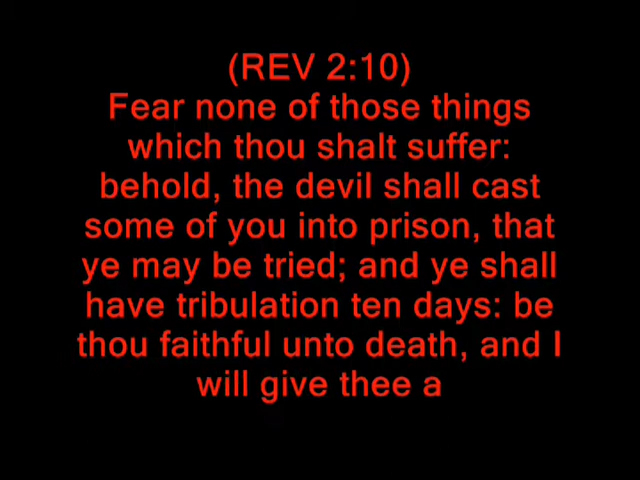 (REV 2:10)
Fear none of those things
which thou shalt suffer:
behold, the devil shall cast
some of you into prison, that
ye may be tried; and ye shall
have tribulation ten days: be
thou faithful unto death, and I
will give thee a